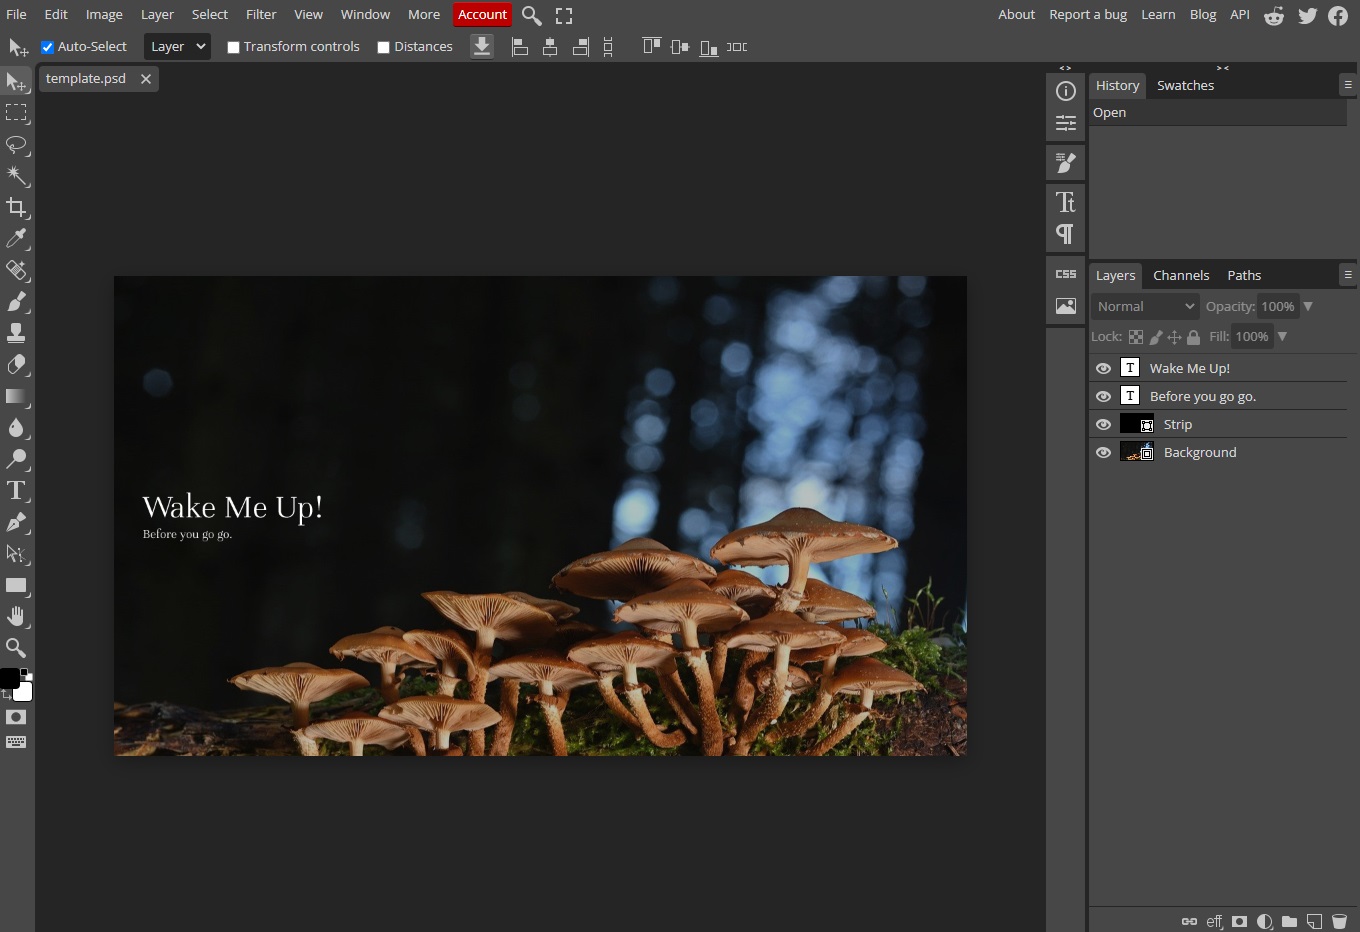 File Edit Image Layer Select Filter View Window More Account About Report a bug Learn Blog API
Auto-Select Layer Transform controls Distances
template.psd
History Swatches
Open
CSS
Layers Channels Paths
Normal Opacity: 100%
Lock: Fill: 100%
T Wake Me Up!
T Before you go go.
Strip
Background
Wake Me Up!
Before you go go.
eff